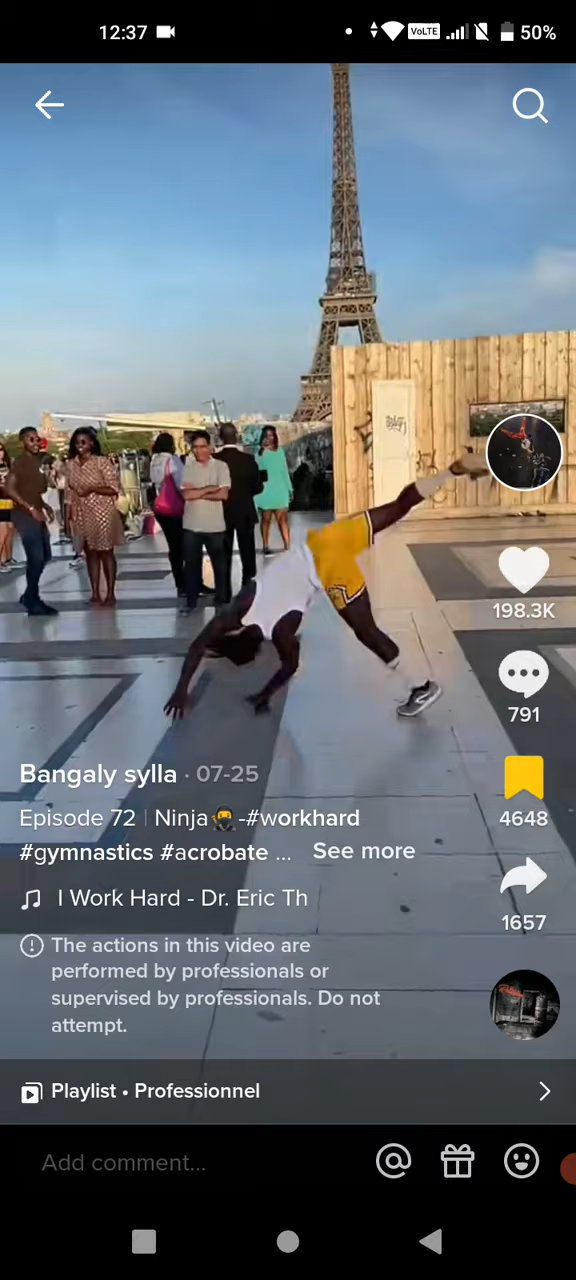 12:37
VoLTE
50%
198.3K
791
Bangaly sylla · 07-25
4648
Episode 72 | Ninja🥷-#workhard
#gymnastics #acrobate ... See more
I Work Hard - Dr. Eric Th
1657
The actions in this video are
performed by professionals or
supervised by professionals. Do not
attempt.
Playlist • Professionnel
Add comment...